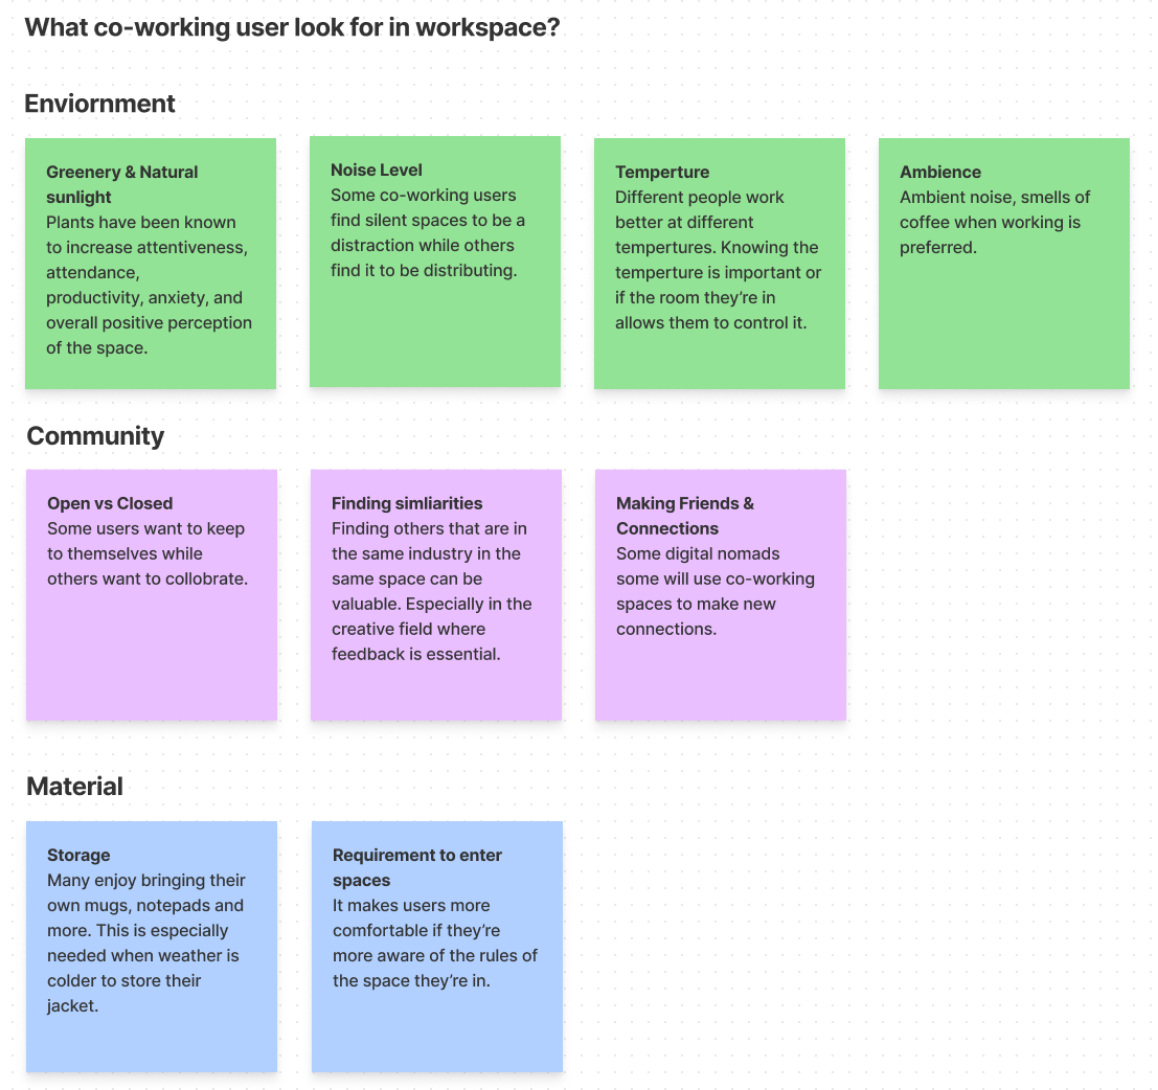 What co-working user look for in workspace?
Enviornment
Greenery & Natural
sunlight
Plants have been known
to increase attentiveness,
attendance,
productivity, anxiety, and
overall positive perception
of the space.
Noise Level
Some co-working users
find silent spaces to be a
distraction while others
find it to be distributing.
Temperture
Different people work
better at different
tempertures. Knowing the
temperture is important or
if the room they’re in
allows them to control it.
Ambience
Ambient noise, smells of
coffee when working is
preferred.
Community
Open vs Closed
Some users want to keep
to themselves while
others want to collobrate.
Finding simliarities
Finding others that are in
the same industry in the
same space can be
valuable. Especially in the
creative field where
feedback is essential.
Making Friends &
Connections
Some digital nomads
some will use co-working
spaces to make new
connections.
Material
Storage
Many enjoy bringing their
own mugs, notepads and
more. This is especially
needed when weather is
colder to store their
jacket.
Requirement to enter
spaces
It makes users more
comfortable if they’re
more aware of the rules of
the space they’re in.